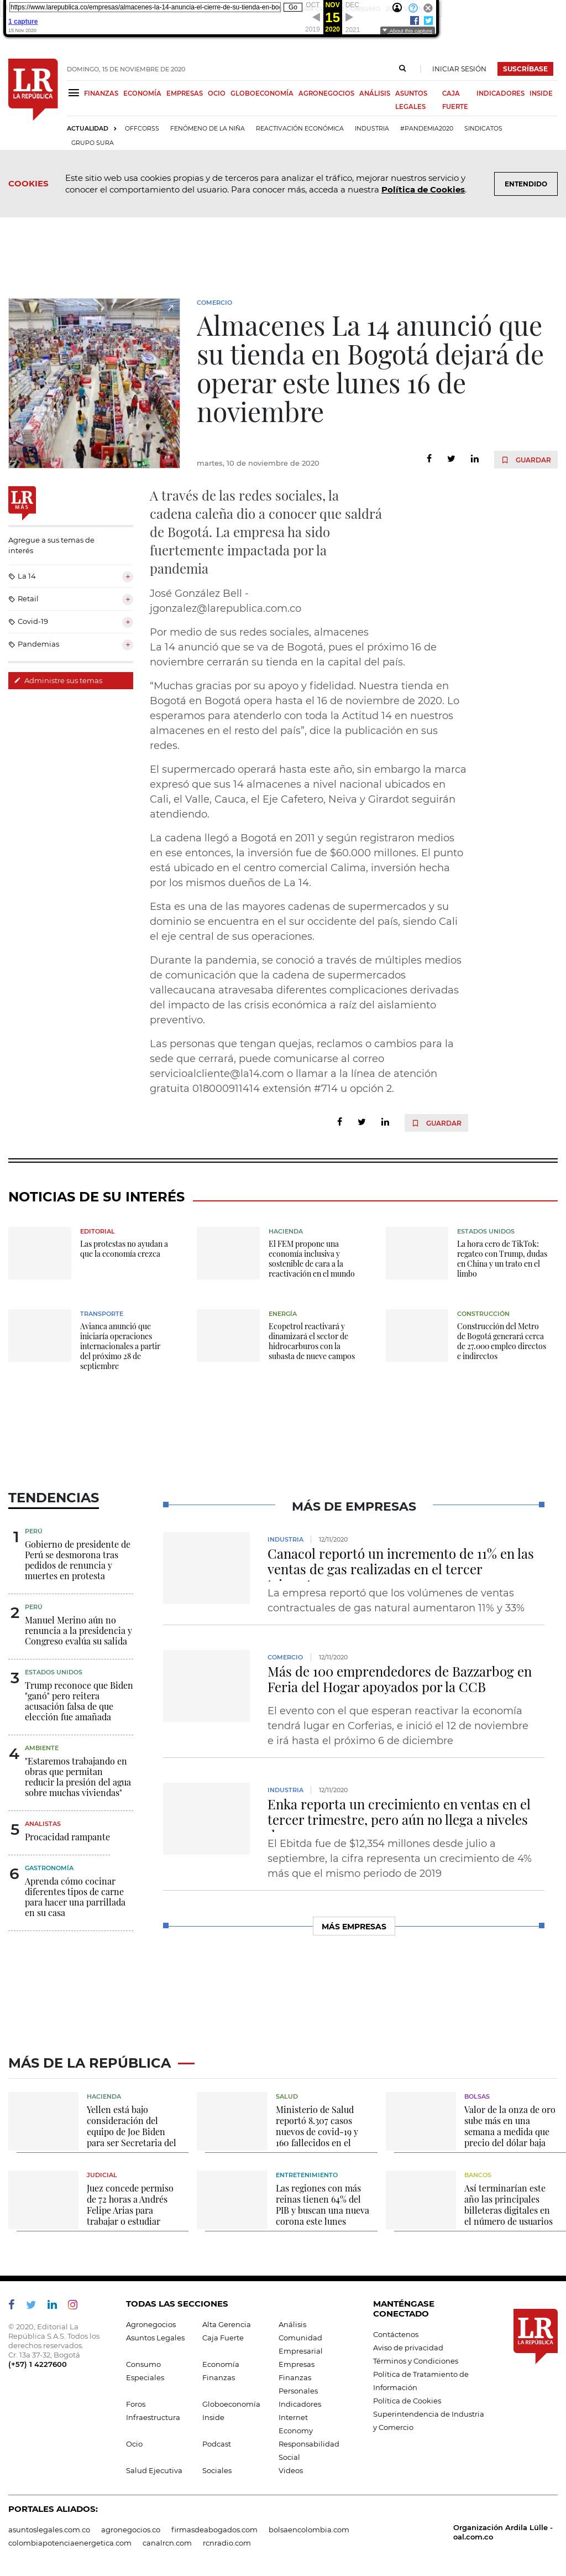 https://www.larepublica.co/empresas/almacenes-la-14-anuncia-el-cierre-de-su-tienda-en-bo
Go
OCT NOV DEC
15
2019 2020 2021
1 capture
15 Nov 2020
About this capture
LR
LA REPÚBLICA
DOMINGO, 15 DE NOVIEMBRE DE 2020
INICIAR SESIÓN
SUSCRÍBASE
FINANZAS ECONOMÍA EMPRESAS OCIO GLOBOECONOMÍA AGRONEGOCIOS ANÁLISIS ASUNTOS LEGALES CAJA FUERTE INDICADORES INSIDE
ACTUALIDAD OFFCORSS FENÓMENO DE LA NIÑA REACTIVACIÓN ECONÓMICA INDUSTRIA #PANDEMIA2020 SINDICATOS
GRUPO SURA
COOKIES
Este sitio web usa cookies propias y de terceros para analizar el tráfico, mejorar nuestros servicio y
conocer el comportamiento del usuario. Para conocer más, acceda a nuestra Política de Cookies.
ENTENDIDO
COMERCIO
Almacenes La 14 anunció que
su tienda en Bogotá dejará de
operar este lunes 16 de
noviembre
martes, 10 de noviembre de 2020
GUARDAR
LR
MÁS
Agregue a sus temas de
interés
La 14 +
Retail +
Covid-19 +
Pandemias +
Administre sus temas
A través de las redes sociales, la
cadena caleña dio a conocer que saldrá
de Bogotá. La empresa ha sido
fuertemente impactada por la
pandemia
José González Bell -
jgonzalez@larepublica.com.co
Por medio de sus redes sociales, almacenes
La 14 anunció que se va de Bogotá, pues el próximo 16 de
noviembre cerrarán su tienda en la capital del país.
“Muchas gracias por su apoyo y fidelidad. Nuestra tienda en
Bogotá en Bogotá opera hasta el 16 de noviembre de 2020. Lo
esperamos para atenderlo con toda la Actitud 14 en nuestros
almacenes en el resto del país”, dice la publicación en sus
redes.
El supermercado operará hasta este año, sin embargo la marca
expresó que sus 14 almacenes a nivel nacional ubicados en
Cali, el Valle, Cauca, el Eje Cafetero, Neiva y Girardot seguirán
atendiendo.
La cadena llegó a Bogotá en 2011 y según registraron medios
en ese entonces, la inversión fue de $60.000 millones. El punto
está ubicado en el centro comercial Calima, inversión hecha
por los mismos dueños de La 14.
Esta es una de las mayores cadenas de supermercados y su
dominio se encuentra en el sur occidente del país, siendo Cali
el eje central de sus operaciones.
Durante la pandemia, se conoció a través de múltiples medios
de comunicación que la cadena de supermercados
vallecaucana atravesaba diferentes complicaciones derivadas
del impacto de las crisis económica a raíz del aislamiento
preventivo.
Las personas que tengan quejas, reclamos o cambios para la
sede que cerrará, puede comunicarse al correo
servicioalcliente@la14.com o llamar a la línea de atención
gratuita 018000911414 extensión #714 u opción 2.
GUARDAR
NOTICIAS DE SU INTERÉS
EDITORIAL
Las protestas no ayudan a
que la economía crezca
HACIENDA
El FEM propone una
economía inclusiva y
sostenible de cara a la
reactivación en el mundo
ESTADOS UNIDOS
La hora cero de TikTok:
regateo con Trump, dudas
en China y un trato en el
limbo
TRANSPORTE
Avianca anunció que
iniciaría operaciones
internacionales a partir
del próximo 28 de
septiembre
ENERGÍA
Ecopetrol reactivará y
dinamizará el sector de
hidrocarburos con la
subasta de nueve campos
CONSTRUCCIÓN
Construcción del Metro
de Bogotá generará cerca
de 27.000 empleo directos
e indirectos
TENDENCIAS
1
PERÚ
Gobierno de presidente de
Perú se desmorona tras
pedidos de renuncia y
muertes en protesta
2
PERÚ
Manuel Merino aún no
renuncia a la presidencia y
Congreso evalúa su salida
3
ESTADOS UNIDOS
Trump reconoce que Biden
"ganó" pero reitera
acusación falsa de que
elección fue amañada
4
AMBIENTE
"Estaremos trabajando en
obras que permitan
reducir la presión del agua
sobre muchas viviendas"
5
ANALISTAS
Procacidad rampante
6
GASTRONOMÍA
Aprenda cómo cocinar
diferentes tipos de carne
para hacer una parrillada
en su casa
MÁS DE EMPRESAS
INDUSTRIA 12/11/2020
Canacol reportó un incremento de 11% en las
ventas de gas realizadas en el tercer
La empresa reportó que los volúmenes de ventas
contractuales de gas natural aumentaron 11% y 33%
COMERCIO 12/11/2020
Más de 100 emprendedores de Bazzarbog en
Feria del Hogar apoyados por la CCB
El evento con el que esperan reactivar la economía
tendrá lugar en Corferias, e inició el 12 de noviembre
e irá hasta el próximo 6 de diciembre
INDUSTRIA 12/11/2020
Enka reporta un crecimiento en ventas en el
tercer trimestre, pero aún no llega a niveles
El Ebitda fue de $12,354 millones desde julio a
septiembre, la cifra representa un crecimiento de 4%
más que el mismo periodo de 2019
MÁS EMPRESAS
MÁS DE LA REPÚBLICA
HACIENDA
Yellen está bajo
consideración del
equipo de Joe Biden
para ser Secretaria del
SALUD
Ministerio de Salud
reportó 8.307 casos
nuevos de covid-19 y
160 fallecidos en el
BOLSAS
Valor de la onza de oro
sube más en una
semana a medida que
precio del dólar baja
JUDICIAL
Juez concede permiso
de 72 horas a Andrés
Felipe Arias para
trabajar o estudiar
ENTRETENIMIENTO
Las regiones con más
reinas tienen 64% del
PIB y buscan una nueva
corona este lunes
BANCOS
Así terminarían este
año las principales
billeteras digitales en
el número de usuarios
© 2020, Editorial La
República S.A.S. Todos los
derechos reservados.
Cr. 13a 37-32, Bogotá
(+57) 1 4227600
TODAS LAS SECCIONES
Agronegocios Alta Gerencia Análisis
Asuntos Legales Caja Fuerte Comunidad
Empresarial
Consumo Economía Empresas
Especiales Finanzas Finanzas
Personales
Foros Globoeconomía Indicadores
Infraestructura Inside Internet
Economy
Ocio Podcast Responsabilidad
Social
Salud Ejecutiva Sociales Videos
MANTÉNGASE
CONECTADO
Contáctenos
Aviso de privacidad
Términos y Condiciones
Política de Tratamiento de
Información
Política de Cookies
Superintendencia de Industria
y Comercio
LR
LA REPÚBLICA
PORTALES ALIADOS:
asuntoslegales.com.co agronegocios.co firmasdeabogados.com bolsaencolombia.com
colombiapotenciaenergetica.com canalrcn.com rcnradio.com
Organización Ardila Lülle -
oal.com.co